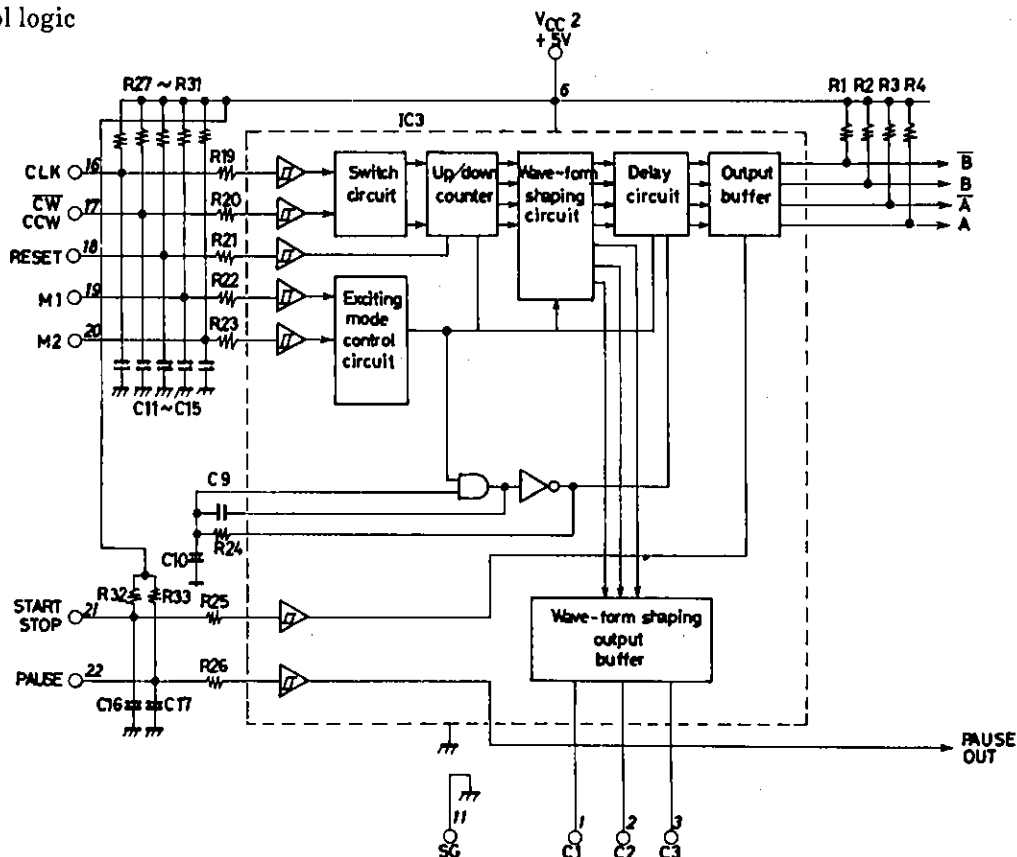 ol logic
VCC 2
+ 5V
6
R27 ~ R31
R1 R2 R3 R4
IC3
CLK 16
R19
Switch circuit
Up/down counter
Wave-form shaping circuit
Delay circuit
Output buffer
B̅
B
A̅
A
C̅W̅
CCW
17
R20
RESET 18
R21
M1 19
R22
M2 20
R23
Exciting mode control circuit
C11 ~ C15
C9
R24
C10
R32 R33
START
STOP
21
R25
PAUSE 22
R26
C16 C17
Wave-form shaping output buffer
PAUSE OUT
11
SG
1 2 3
C1 C2 C3